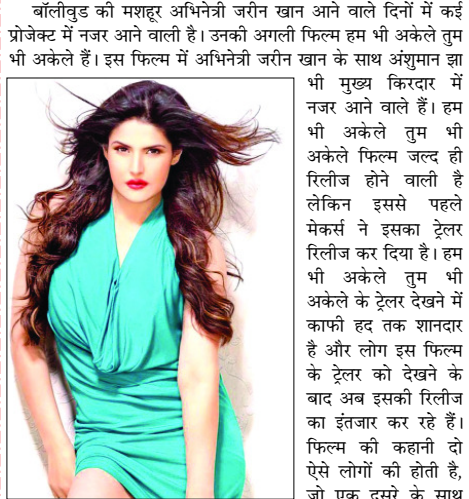 बॉलीवुड की मशहूर अभिनेत्री जरीन खान आने वाले दिनों में कई
प्रोजेक्ट में नजर आने वाली है। उनकी अगली फिल्म हम भी अकेले तुम
भी अकेले हैं। इस फिल्म में अभिनेत्री जरीन खान के साथ अंशुमान झा
भी मुख्य किरदार में
नजर आने वाले हैं। हम
भी अकेले तुम भी
अकेले फिल्म जल्द ही
रिलीज होने वाली है
लेकिन इससे पहले
मेकर्स ने इसका ट्रेलर
रिलीज कर दिया है। हम
भी अकेले तुम भी
अकेले के ट्रेलर देखने में
काफी हद तक शानदार
है और लोग इस फिल्म
के ट्रेलर को देखने के
बाद अब इसकी रिलीज
का इंतजार कर रहे हैं।
फिल्म की कहानी दो
ऐसे लोगों की होती है,
जो एक दूसरे के साथ